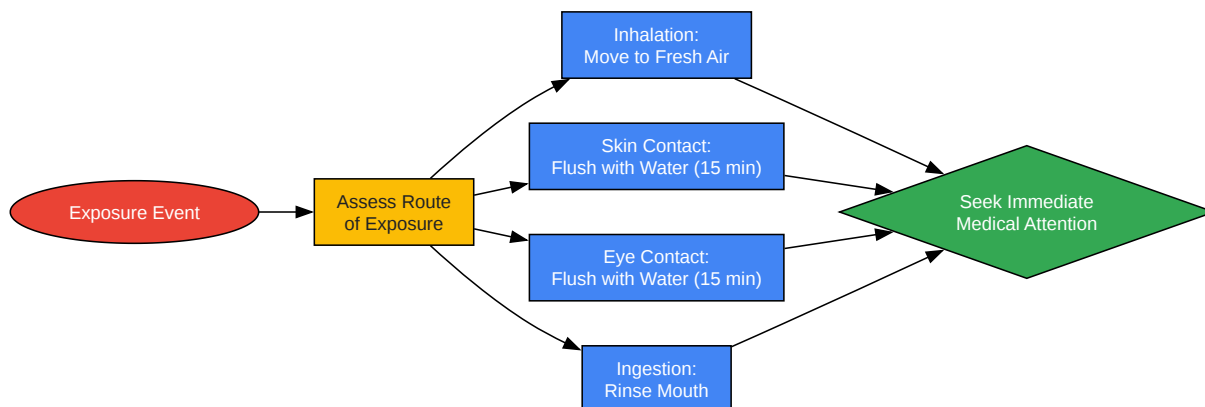 Exposure Event
Assess Route
of Exposure
Inhalation:
Move to Fresh Air
Skin Contact:
Flush with Water (15 min)
Eye Contact:
Flush with Water (15 min)
Ingestion:
Rinse Mouth
Seek Immediate
Medical Attention